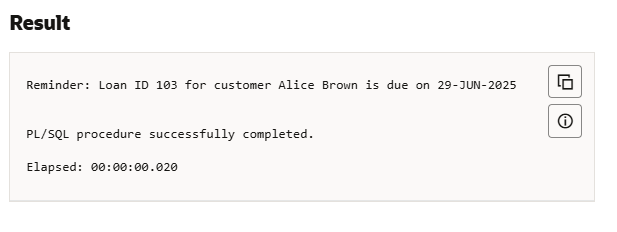 Result
Reminder: Loan ID 103 for customer Alice Brown is due on 29-JUN-2025
PL/SQL procedure successfully completed.
Elapsed: 00:00:00.020